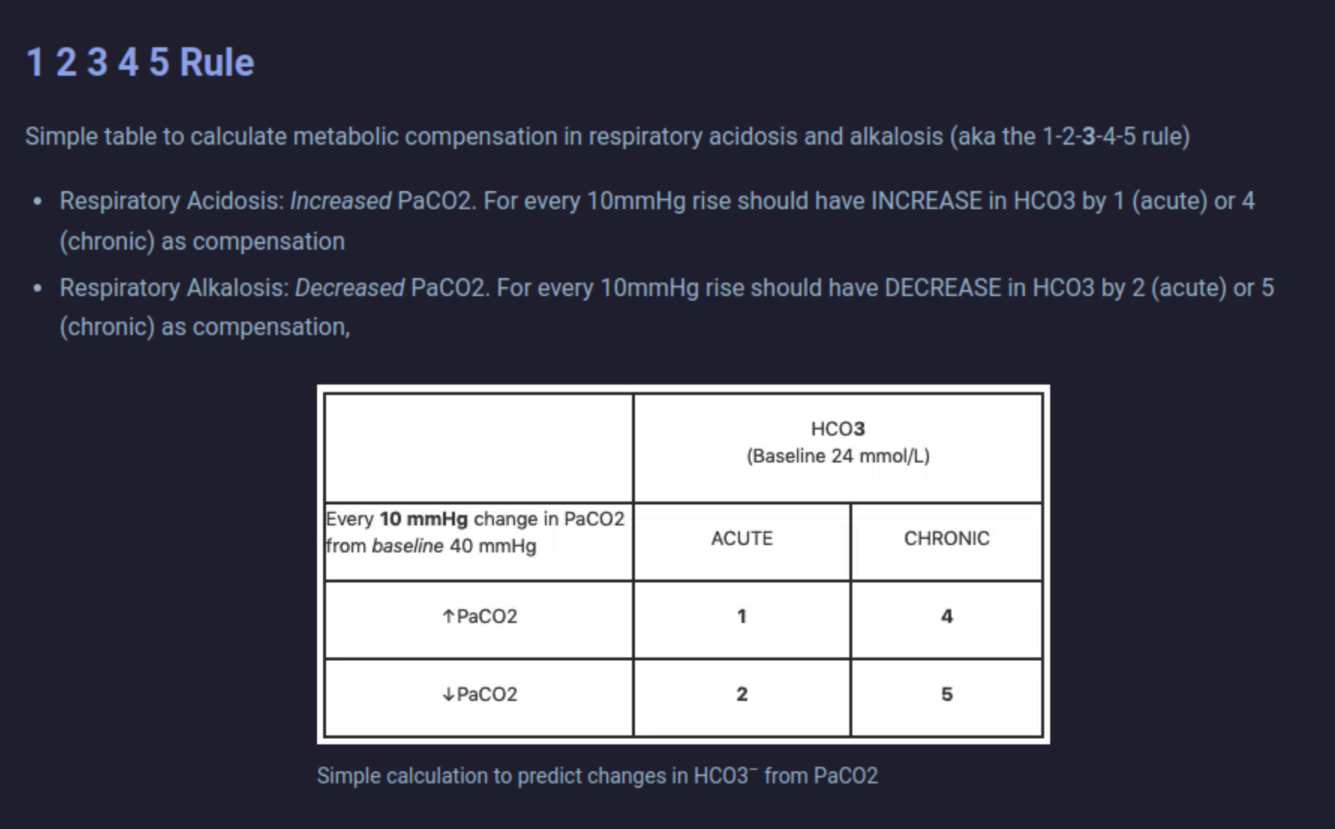 1 2 3 4 5 Rule
Simple table to calculate metabolic compensation in respiratory acidosis and alkalosis (aka the 1-2-3-4-5 rule)
• Respiratory Acidosis: Increased PaCO2. For every 10mmHg rise should have INCREASE in HCO3 by 1 (acute) or 4
(chronic) as compensation
• Respiratory Alkalosis: Decreased PaCO2. For every 10mmHg rise should have DECREASE in HCO3 by 2 (acute) or 5
(chronic) as compensation,
HCO3
(Baseline 24 mmol/L)
Every 10 mmHg change in PaCO2
from baseline 40 mmHg
ACUTE
CHRONIC
↑PaCO2
1
4
↓PaCO2
2
5
Simple calculation to predict changes in HCO3⁻ from PaCO2